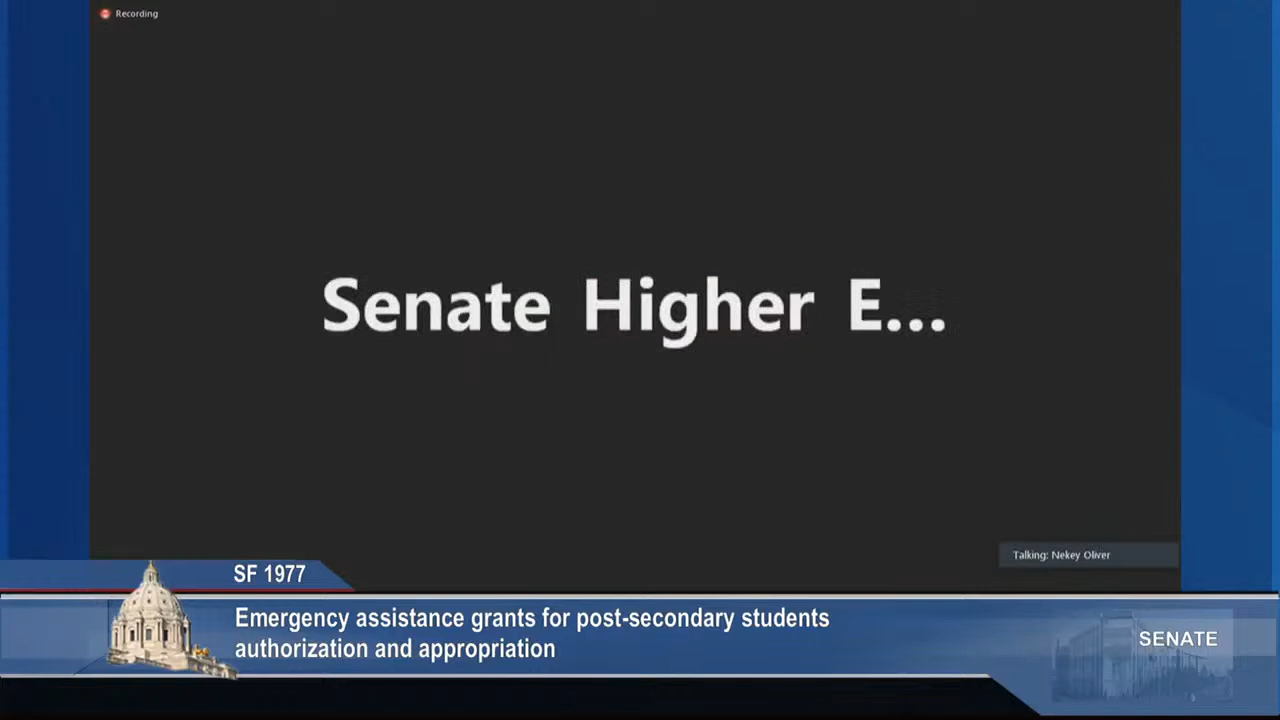 Recording
Senate Higher E...
Talking: Nekey Oliver
SF 1977
Emergency assistance grants for post-secondary students
authorization and appropriation
SENATE